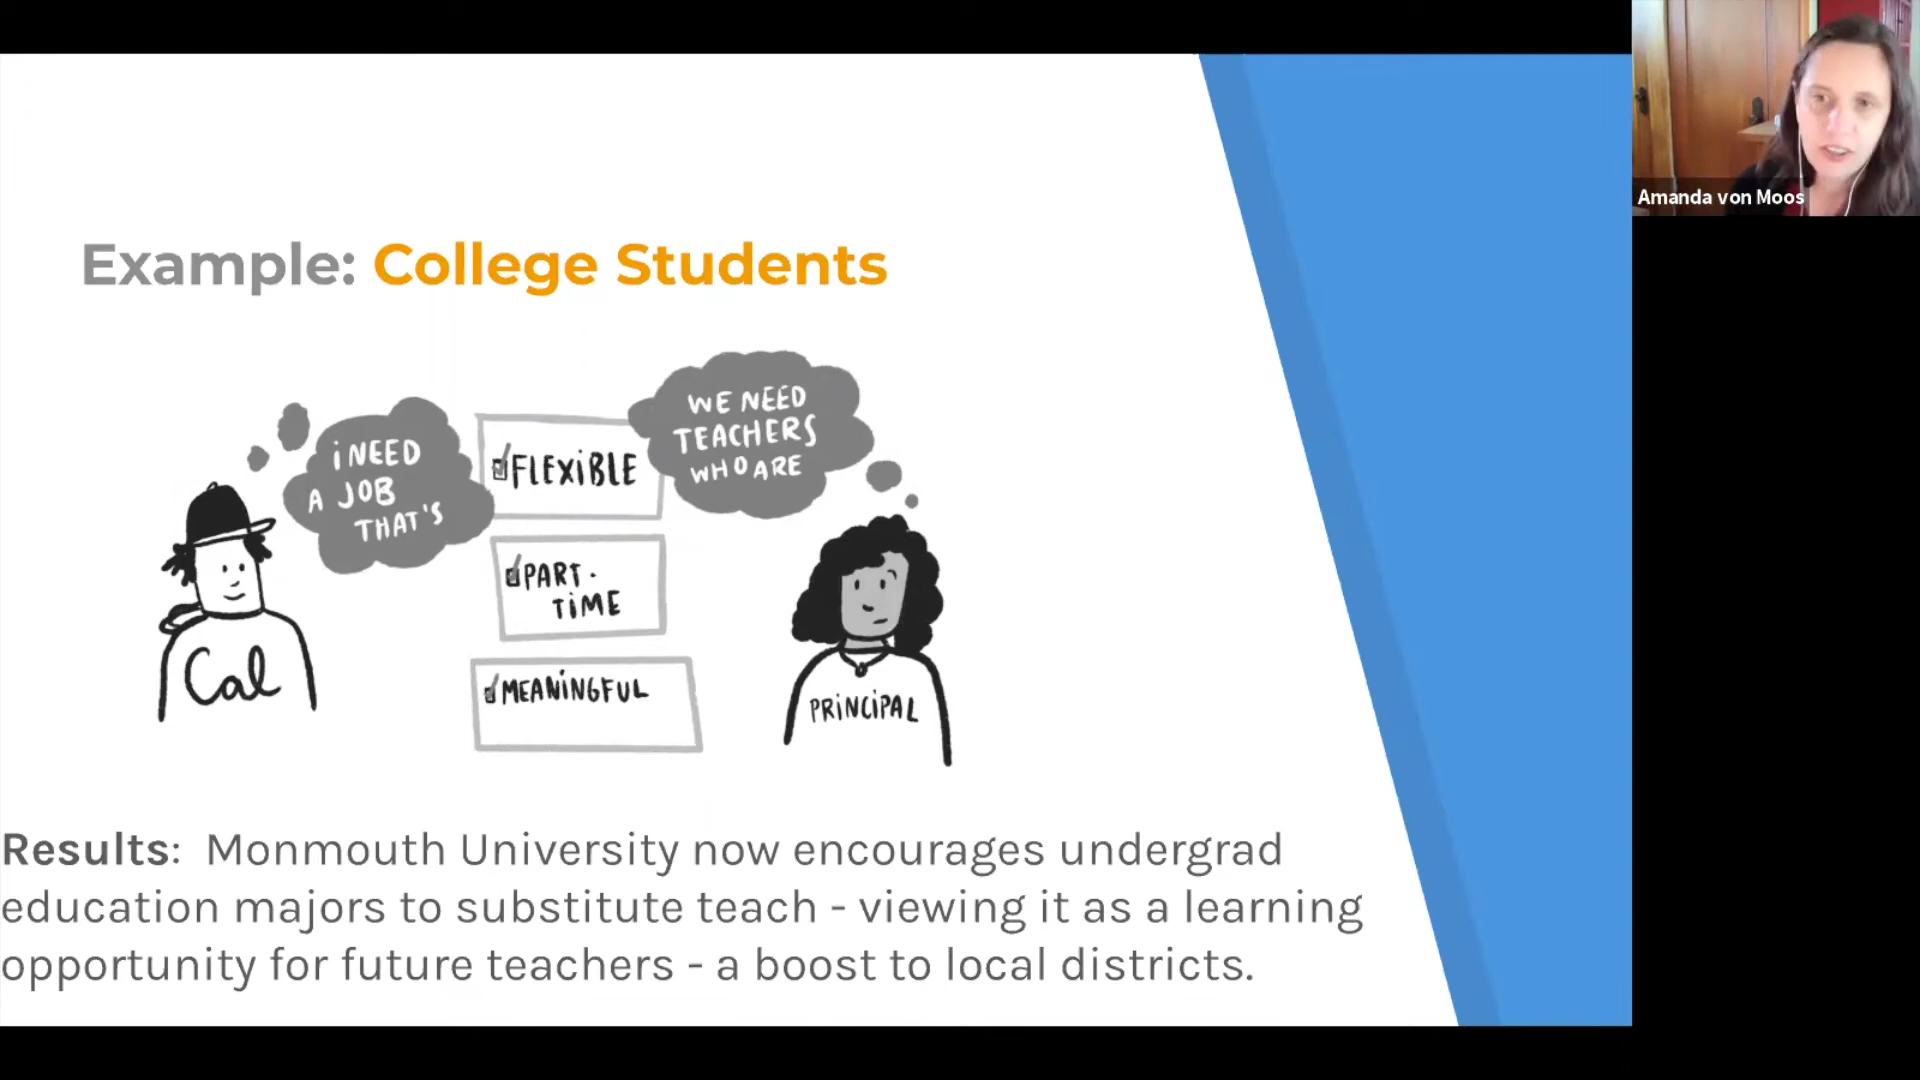 Amanda von Moos
Example: College Students
I NEED
A JOB
THAT'S
FLEXIBLE
PART-
TIME
MEANINGFUL
WE NEED
TEACHERS
WHO ARE
Cal
PRINCIPAL
Results: Monmouth University now encourages undergrad
education majors to substitute teach - viewing it as a learning
opportunity for future teachers - a boost to local districts.